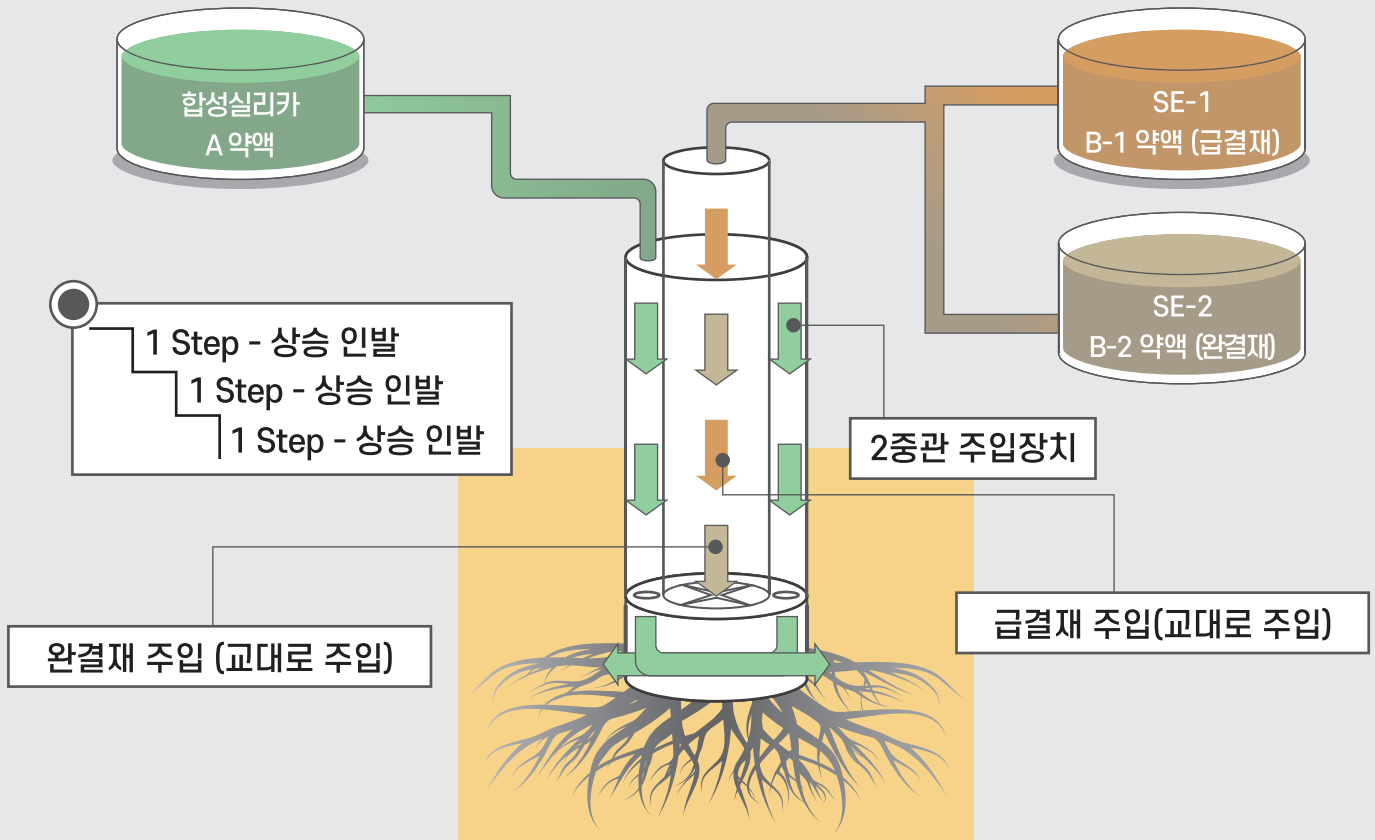 합성실리카
A 약액
SE-1
B-1 약액 (급결재)
SE-2
B-2 약액 (완결재)
1 Step - 상승 인발
1 Step - 상승 인발
1 Step - 상승 인발
2중관 주입장치
급결재 주입(교대로 주입)
완결재 주입 (교대로 주입)